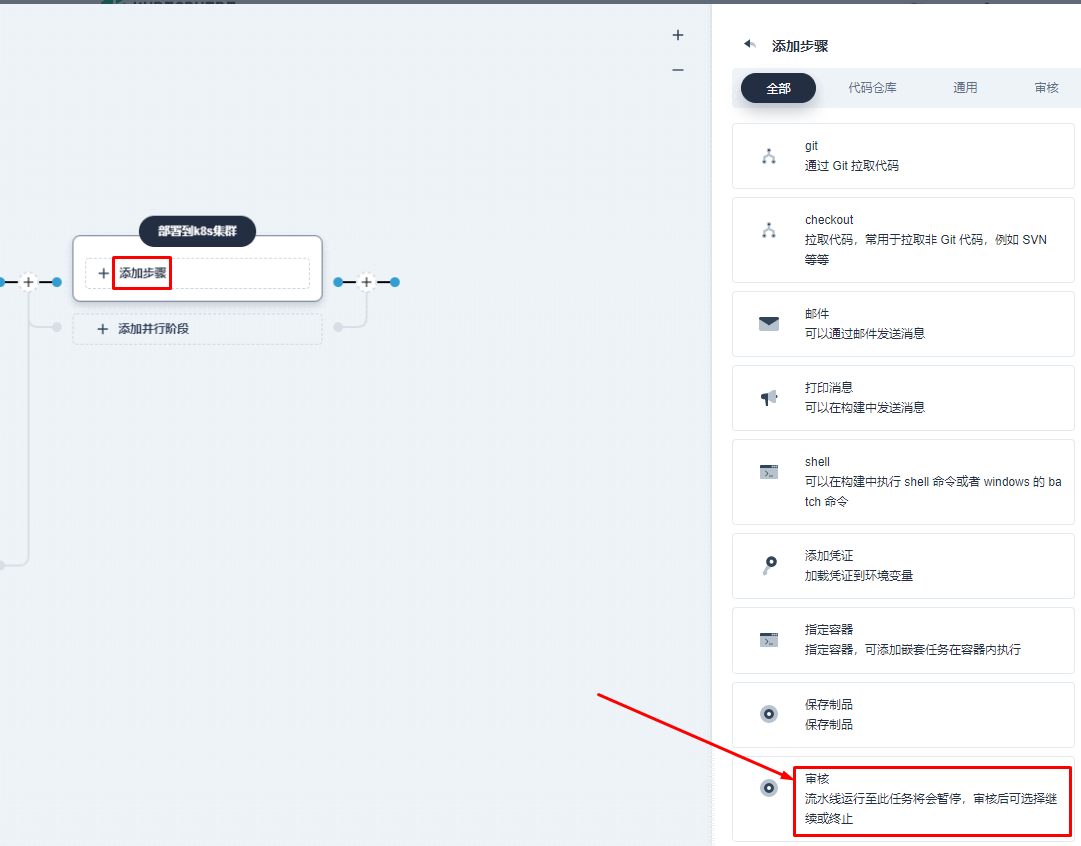 添加步骤
全部
代码仓库
通用
审核
git
通过 Git 拉取代码
checkout
拉取代码，常用于拉取非 Git 代码，例如 SVN
等等
邮件
可以通过邮件发送消息
打印消息
可以在构建中发送消息
shell
可以在构建中执行 shell 命令或者 windows 的 ba
tch 命令
添加凭证
加载凭证到环境变量
指定容器
指定容器，可添加嵌套任务在容器内执行
保存制品
保存制品
审核
流水线运行至此任务将会暂停，审核后可选择继
续或终止
部署到k8s集群
添加步骤
添加并行阶段